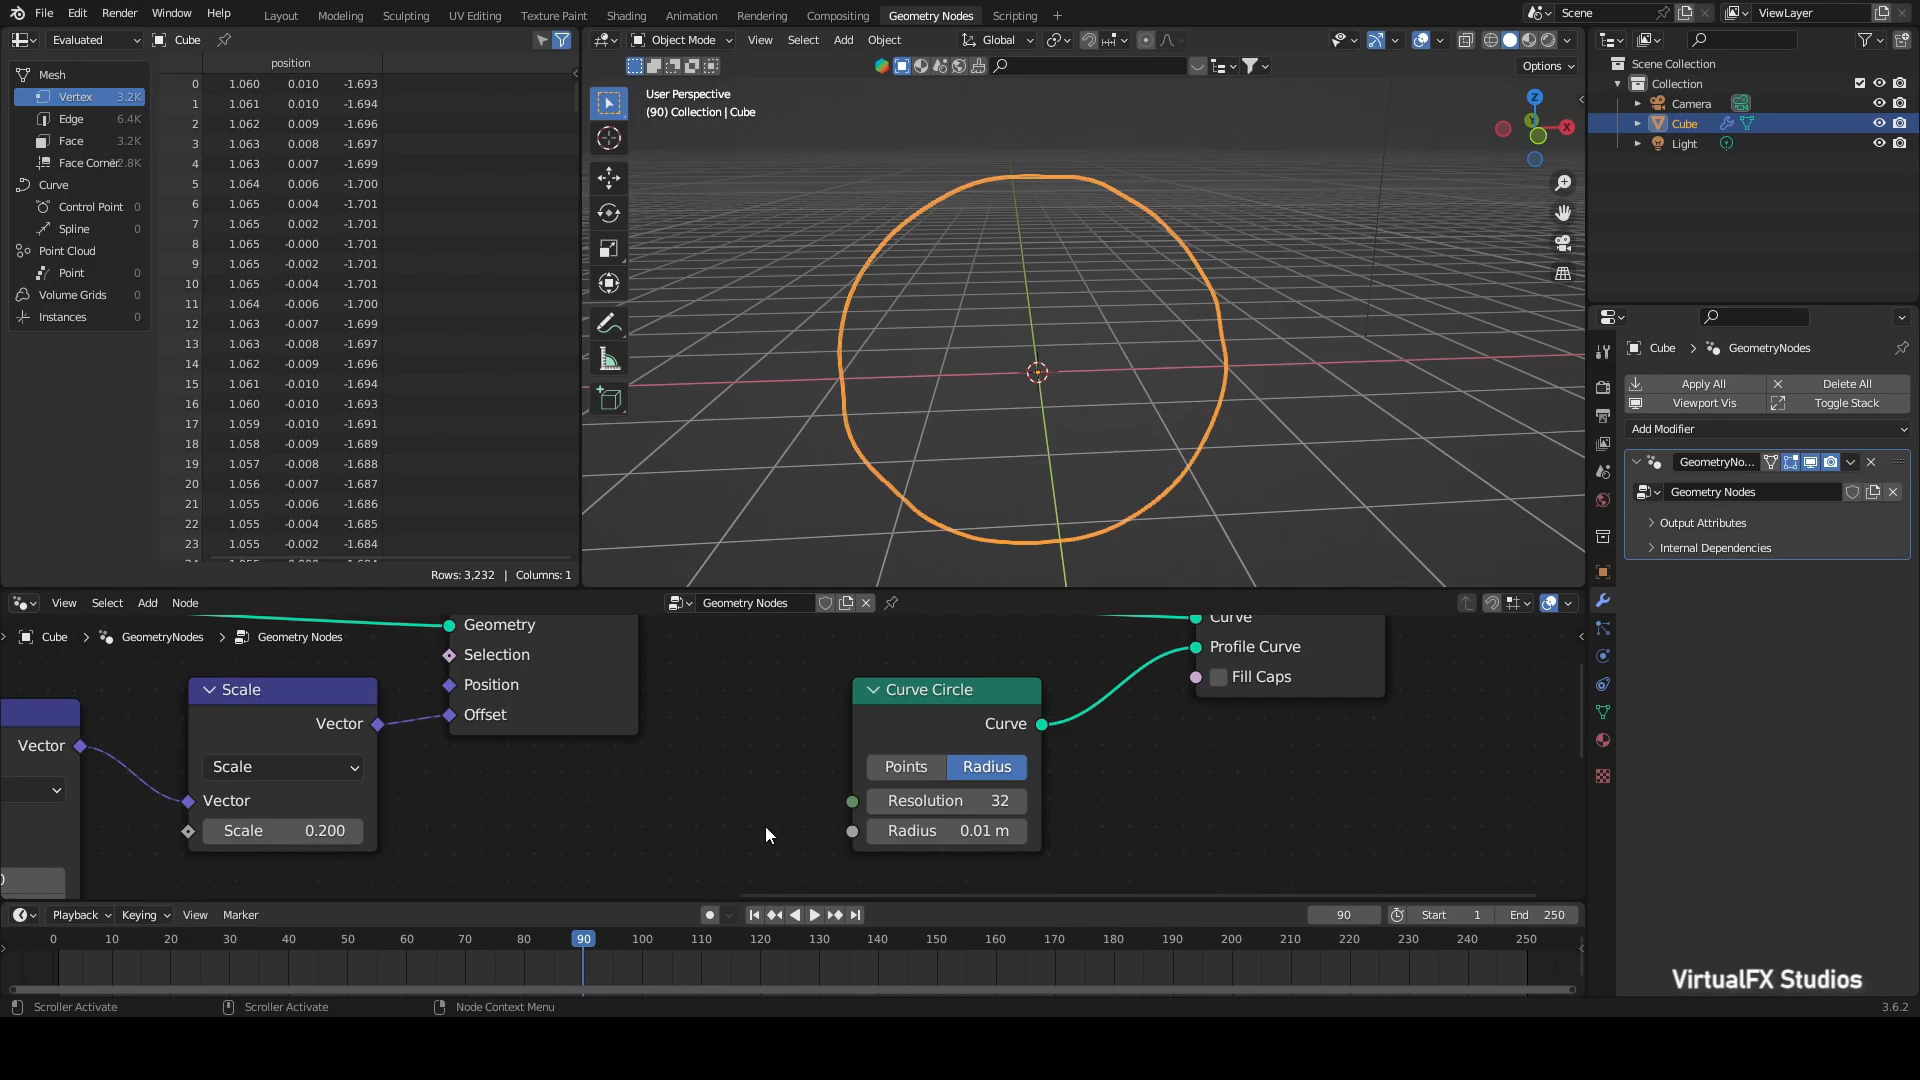 File Edit Render Window Help Layout Modeling Sculpting UV Editing Texture Paint Shading Animation Rendering Compositing Geometry Nodes Scripting + Scene ViewLayer
Evaluated Cube
Object Mode View Select Add Object Global
Options
position
Mesh
Vertex 3.2K
Edge 6.4K
Face 3.2K
Face Corner 2.8K
Curve
Control Point 0
Spline 0
Point Cloud
Point 0
Volume Grids 0
Instances 0
0 1.060 0.010 -1.693
1 1.061 0.010 -1.694
2 1.062 0.009 -1.696
3 1.063 0.008 -1.697
4 1.063 0.007 -1.699
5 1.064 0.006 -1.700
6 1.065 0.004 -1.701
7 1.065 0.002 -1.701
8 1.065 -0.000 -1.701
9 1.065 -0.002 -1.701
10 1.065 -0.004 -1.701
11 1.064 -0.006 -1.700
12 1.063 -0.007 -1.699
13 1.063 -0.008 -1.697
14 1.062 -0.009 -1.696
15 1.061 -0.010 -1.694
16 1.060 -0.010 -1.693
17 1.059 -0.010 -1.691
18 1.058 -0.009 -1.689
19 1.057 -0.008 -1.688
20 1.056 -0.007 -1.687
21 1.055 -0.006 -1.686
22 1.055 -0.004 -1.685
23 1.055 -0.002 -1.684
Rows: 3,232 | Columns: 1
User Perspective
(90) Collection | Cube
Z
X
Y
Scene Collection
Collection
Camera
Cube
Light
Cube > GeometryNodes
Apply All Delete All
Viewport Vis Toggle Stack
Add Modifier
GeometryNo...
Geometry Nodes
Output Attributes
Internal Dependencies
View Select Add Node Geometry Nodes
Cube > GeometryNodes > Geometry Nodes
Geometry
Selection
Position
Offset
Vector
Scale
Vector
Scale
Vector
Scale 0.200
Curve Circle
Curve
Points Radius
Resolution 32
Radius 0.01 m
Curve
Profile Curve
Fill Caps
Playback Keying View Marker 90 Start 1 End 250
0 10 20 30 40 50 60 70 80 90 100 110 120 130 140 150 160 170 180 190 200 210 220 230 240 250
VirtualFX Studios
Scroller Activate Scroller Activate Node Context Menu 3.6.2